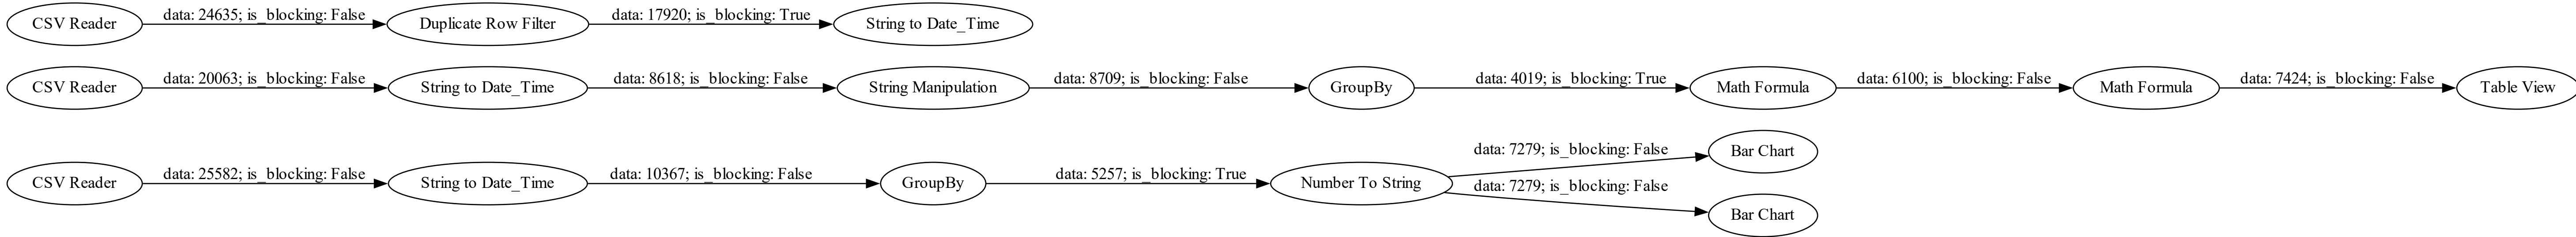 CSV Reader data: 24635; is_blocking: False Duplicate Row Filter data: 17920; is_blocking: True String to Date_Time
CSV Reader data: 20063; is_blocking: False String to Date_Time data: 8618; is_blocking: False String Manipulation data: 8709; is_blocking: False GroupBy data: 4019; is_blocking: True Math Formula data: 6100; is_blocking: False Math Formula data: 7424; is_blocking: False Table View
CSV Reader data: 25582; is_blocking: False String to Date_Time data: 10367; is_blocking: False GroupBy data: 5257; is_blocking: True Number To String
data: 7279; is_blocking: False Bar Chart
data: 7279; is_blocking: False Bar Chart